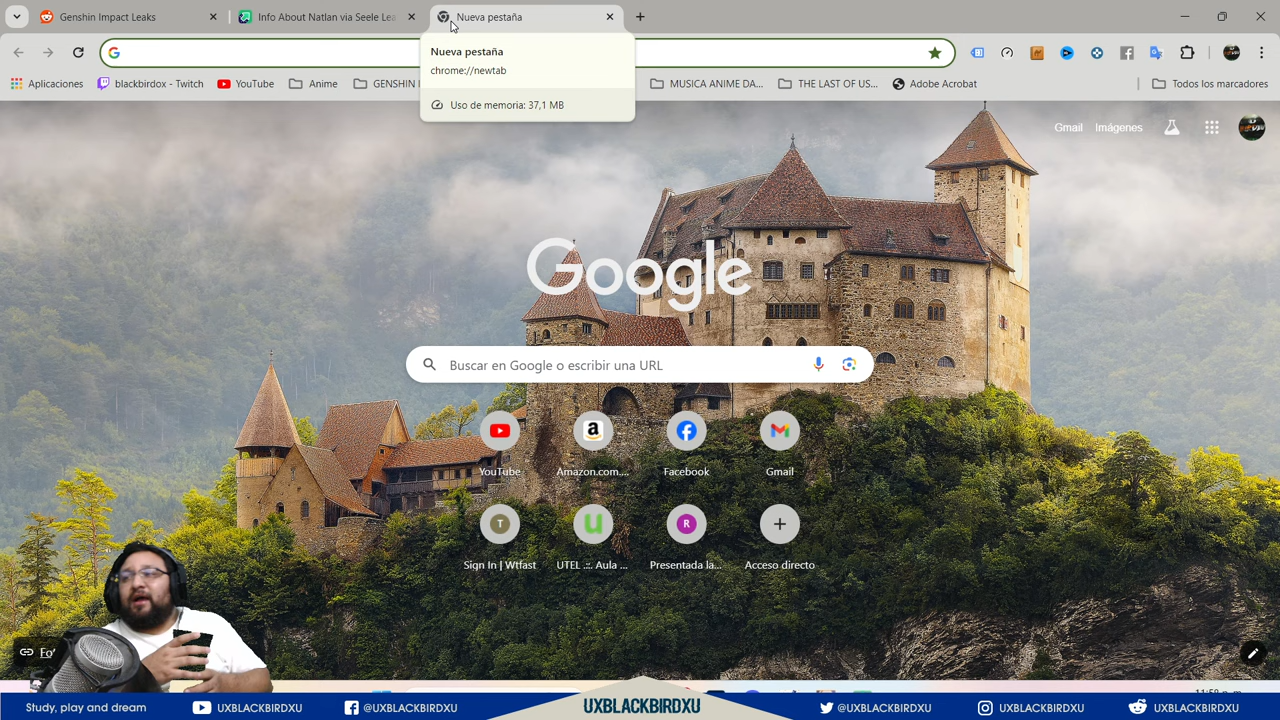 Genshin Impact Leaks
Info About Natlan via Seele Lea
Nueva pestaña
Nueva pestaña
chrome://newtab
Uso de memoria: 37,1 MB
Aplicaciones
blackbirdox - Twitch
YouTube
Anime
GENSHIN
MUSICA ANIME DA...
THE LAST OF US...
Adobe Acrobat
Todos los marcadores
Gmail
Imágenes
Google
Buscar en Google o escribir una URL
YouTube
Amazon.com....
Facebook
Gmail
T
R
Sign In | Wtfast
UTEL .::. Aula ...
Presentada la...
Acceso directo
Study, play and dream
UXBLACKBIRDXU
@UXBLACKBIRDXU
UXBLACKBIRDXU
@UXBLACKBIRDXU
UXBLACKBIRDXU
UXBLACKBIRDXU